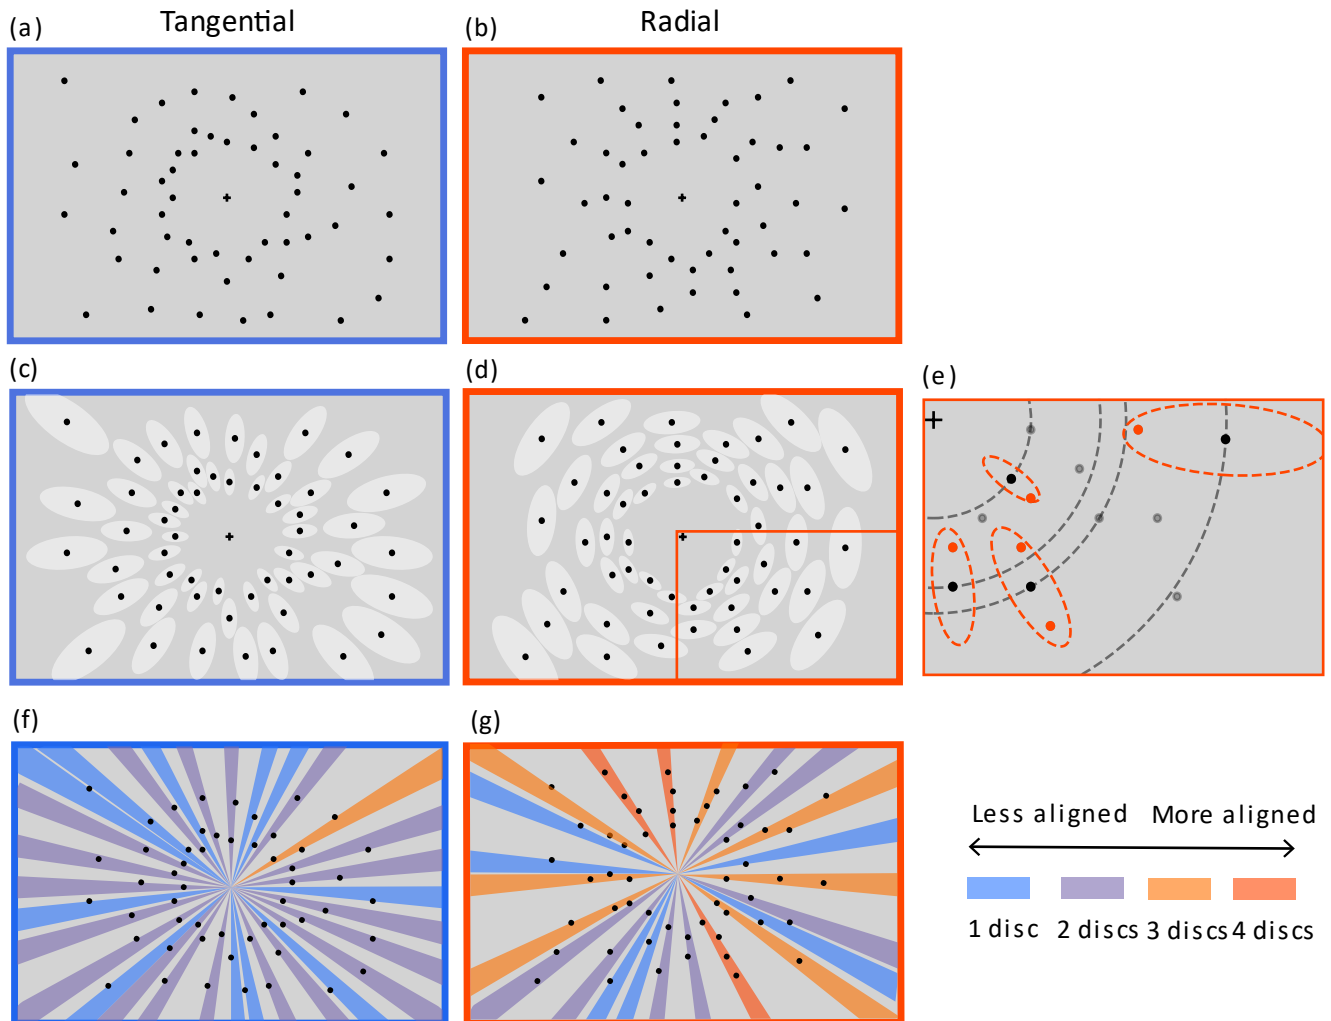 (a) Tangential
(b) Radial
(c)
(d)
(e)
(f)
(g)
Less aligned More aligned
1 disc 2 discs 3 discs 4 discs